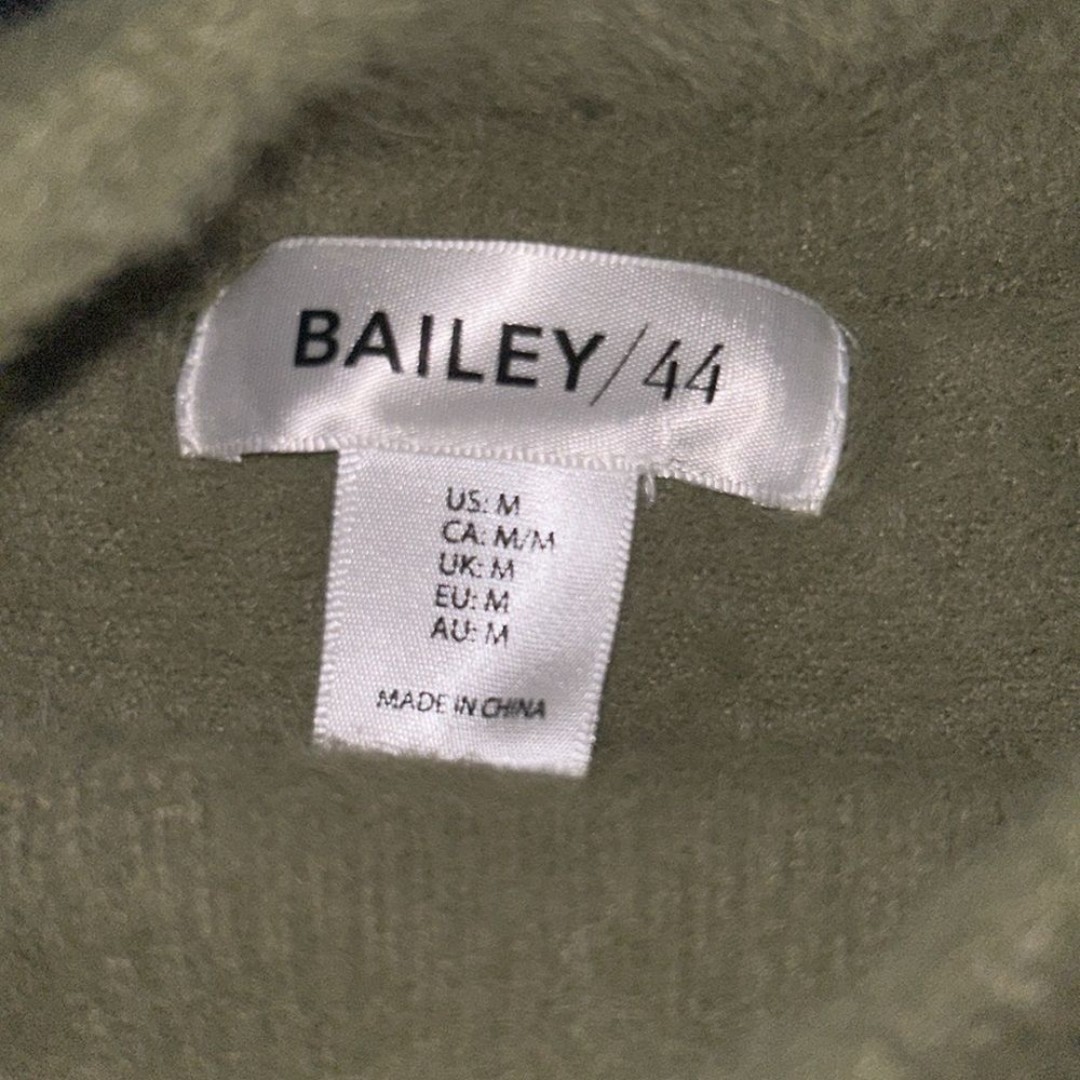 BAILEY/44
US: M
CA: M/M
UK: M
EU: M
AU: M
MADE IN CHINA